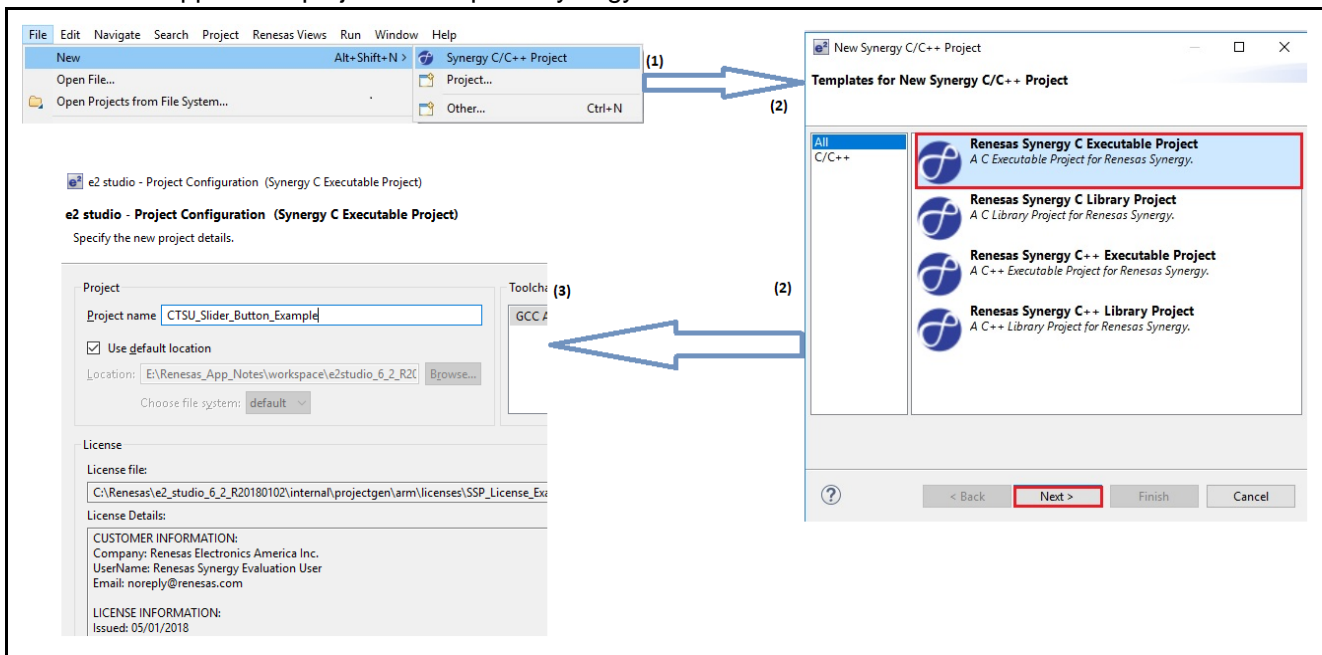 File Edit Navigate Search Project Renesas Views Run Window Help
New Alt+Shift+N > Synergy C/C++ Project
Open File... Project...
Open Projects from File System...
Other... Ctrl+N
(1)
(2)
e² New Synergy C/C++ Project
Templates for New Synergy C/C++ Project
All
C/C++
Renesas Synergy C Executable Project
A C Executable Project for Renesas Synergy.
Renesas Synergy C Library Project
A C Library Project for Renesas Synergy.
Renesas Synergy C++ Executable Project
A C++ Executable Project for Renesas Synergy.
Renesas Synergy C++ Library Project
A C++ Library Project for Renesas Synergy.
? < Back Next > Finish Cancel
(2)
(3)
e² e2 studio - Project Configuration (Synergy C Executable Project)
e2 studio - Project Configuration (Synergy C Executable Project)
Specify the new project details.
Project
Project name CTSU_Slider_Button_Example
Use default location
Location: E:\Renesas_App_Notes\workspace\e2studio_6_2_R20 Browse...
Choose file system: default
Toolcha
GCC A
License
License file:
C:\Renesas\e2_studio_6_2_R20180102\internal\projectgen\arm\licenses\SSP_License_Exa
License Details:
CUSTOMER INFORMATION:
Company: Renesas Electronics America Inc.
UserName: Renesas Synergy Evaluation User
Email: noreply@renesas.com
LICENSE INFORMATION:
Issued: 05/01/2018